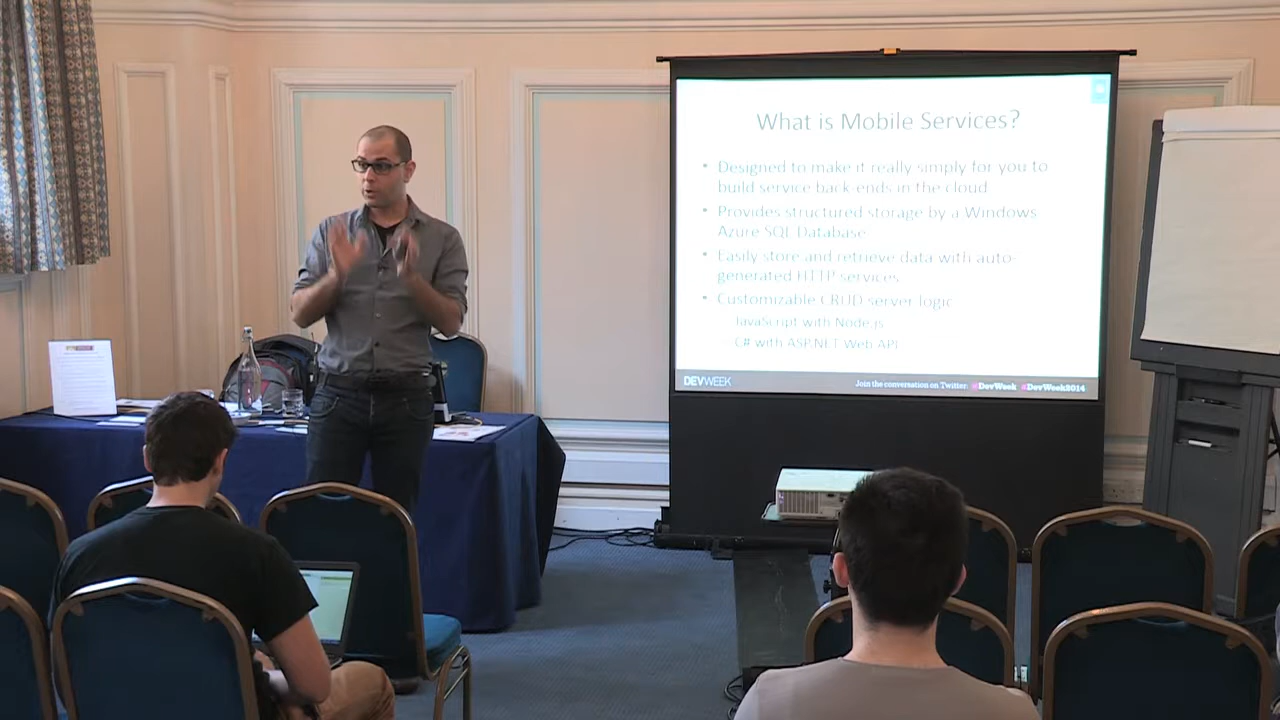 What is Mobile Services?
• Designed to make it really simply for you to
build service back-ends in the cloud
• Provides structured storage by a Windows
Azure SQL Database
• Easily store and retrieve data with auto-
generated HTTP services
• Customizable CRUD server logic
– JavaScript with Node.js
– C# with ASP.NET Web API
DEVWEEK
Join the conversation on Twitter: @DevWeek #DevWeek2014